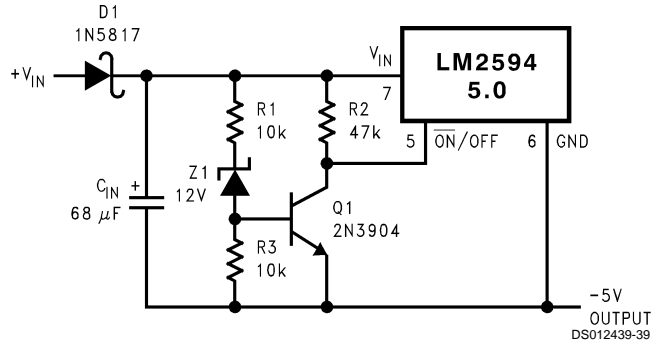 D1
1N5817
+VIN
VIN
7
LM2594
5.0
R1
10k
R2
47k
5
ON/OFF
6
GND
Z1
12V
CIN
+
68 μF
Q1
2N3904
R3
10k
−5V
OUTPUT
DS012439-39